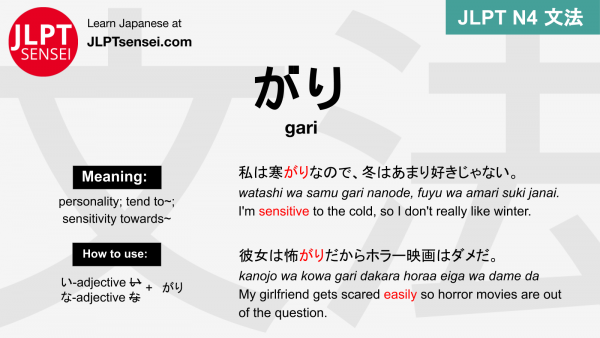 JLPT
SENSEI
Learn Japanese at
JLPTsensei.com
JLPT N4 文法
がり
gari
Meaning:
personality; tend to~;
sensitivity towards~
How to use:
い-adjective い
な-adjective な
+ がり
私は寒がりなので、冬はあまり好きじゃない。
watashi wa samu gari nanode, fuyu wa amari suki janai.
I'm sensitive to the cold, so I don't really like winter.
彼女は怖がりだからホラー映画はダメだ。
kanojo wa kowa gari dakara horaa eiga wa dame da
My girlfriend gets scared easily so horror movies are out
of the question.
文法